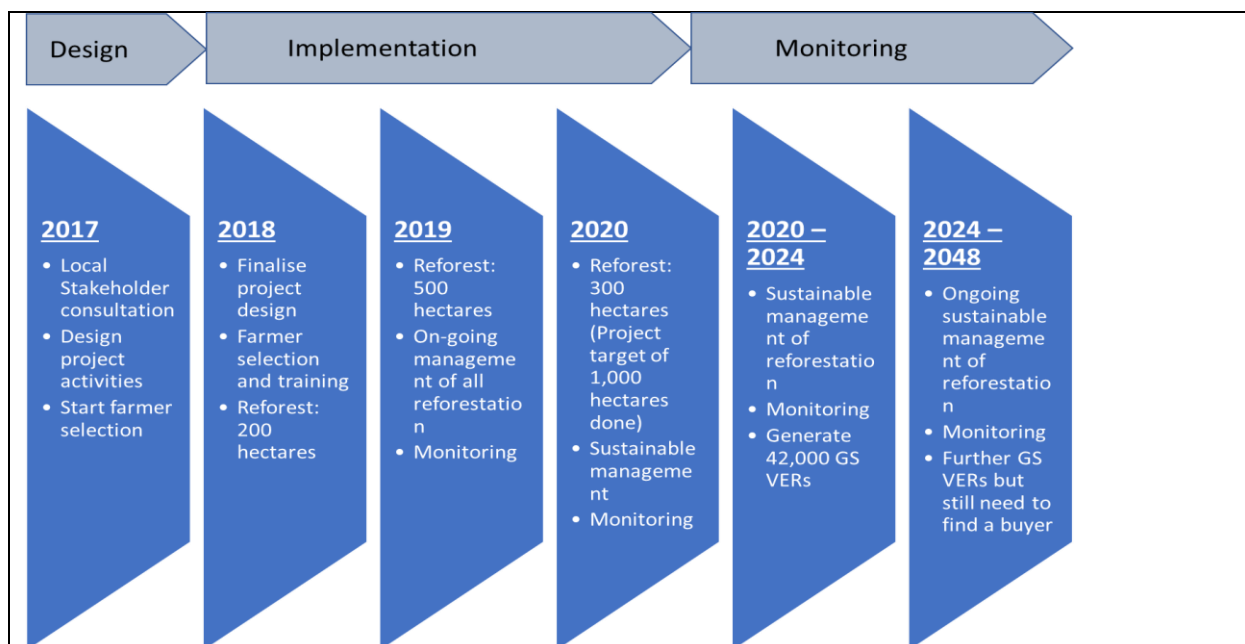 Design
Implementation
Monitoring
2017
• Local
Stakeholder
consultation
• Design
project
activities
• Start farmer
selection
2018
• Finalise
project
design
• Farmer
selection
and training
• Reforest:
200
hectares
2019
• Reforest:
500
hectares
• On-going
manageme
nt of all
reforestatio
n
• Monitoring
2020
• Reforest:
300
hectares
(Project
target of
1,000
hectares
done)
• Sustainable
manageme
nt
• Monitoring
2020 –
2024
• Sustainable
manageme
nt of
reforestatio
n
• Monitoring
• Generate
42,000 GS
VERs
2024 –
2048
• Ongoing
sustainable
management
of
reforestatio
n
• Monitoring
• Further GS
VERs but
still need to
find a buyer